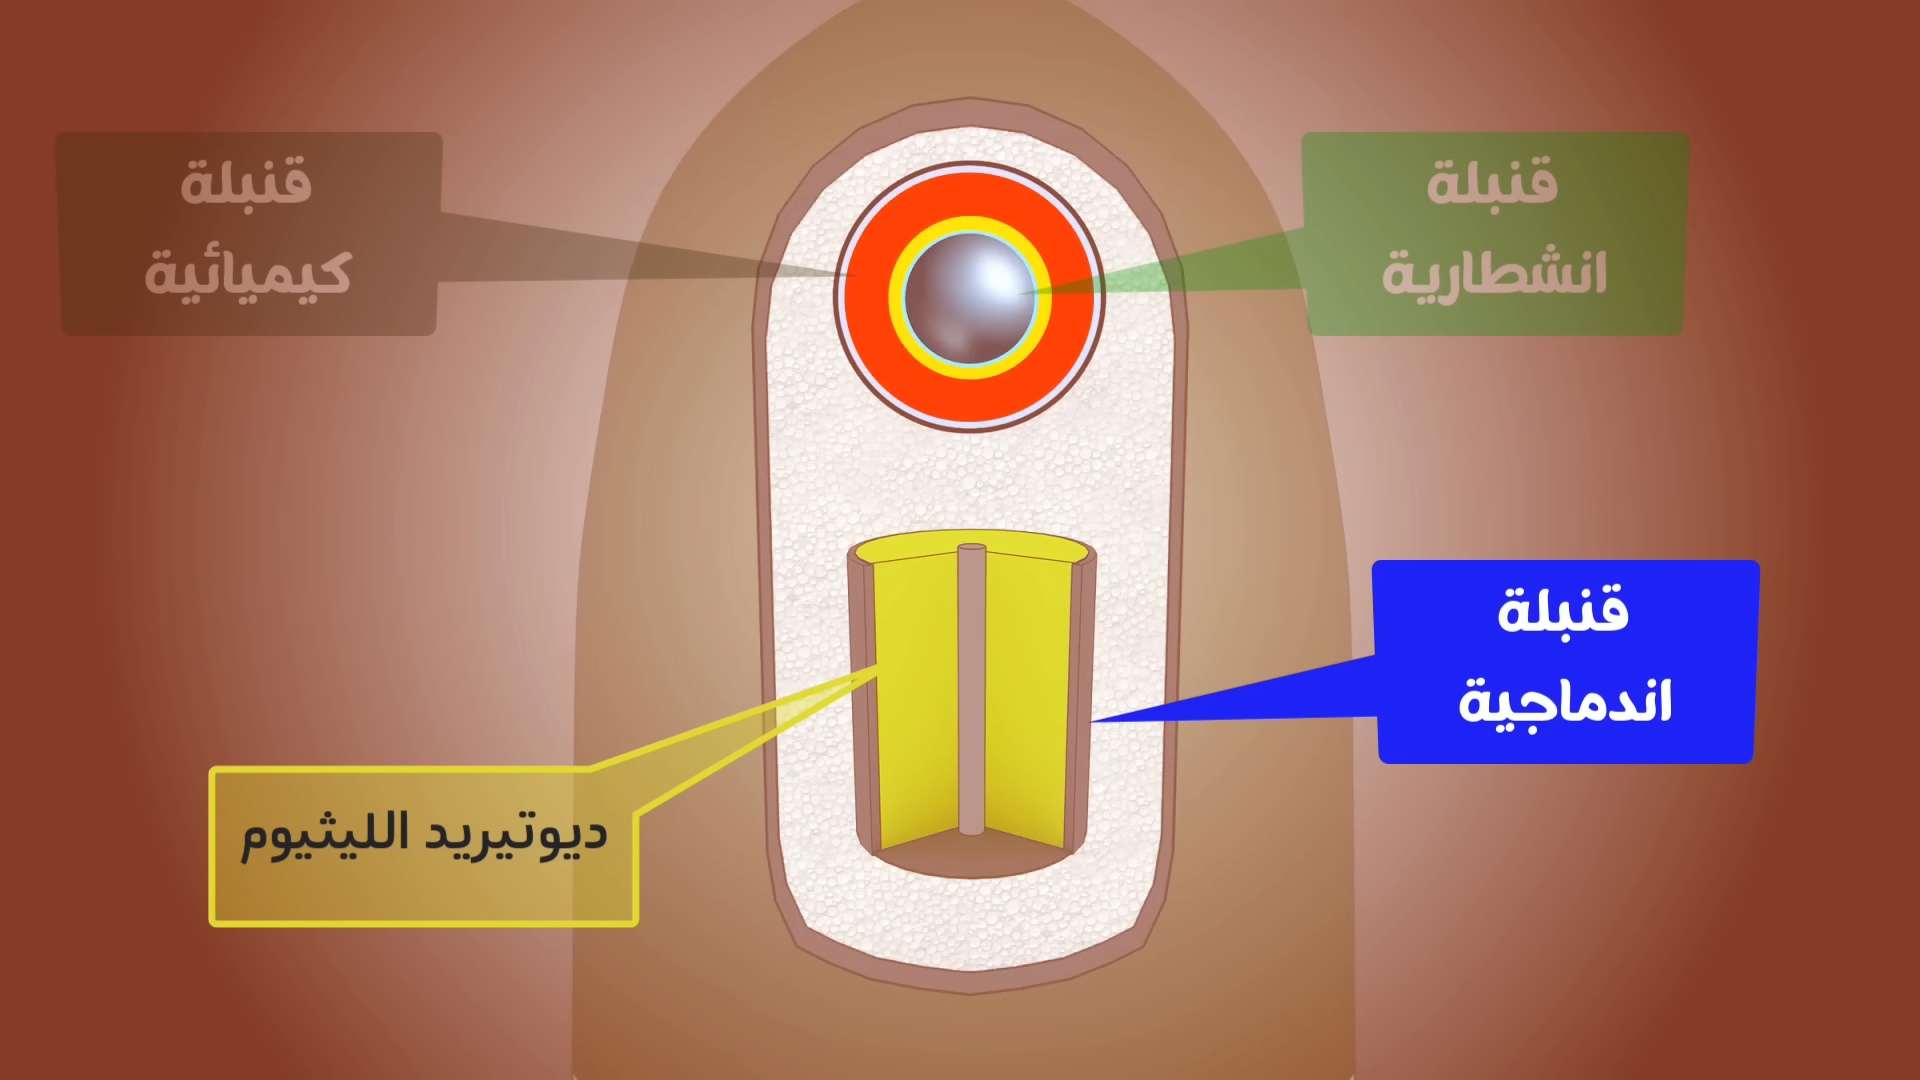 قنبلة
انشطارية
قنبلة
كيميائية
قنبلة
اندماجية
ديوتيريد الليثيوم